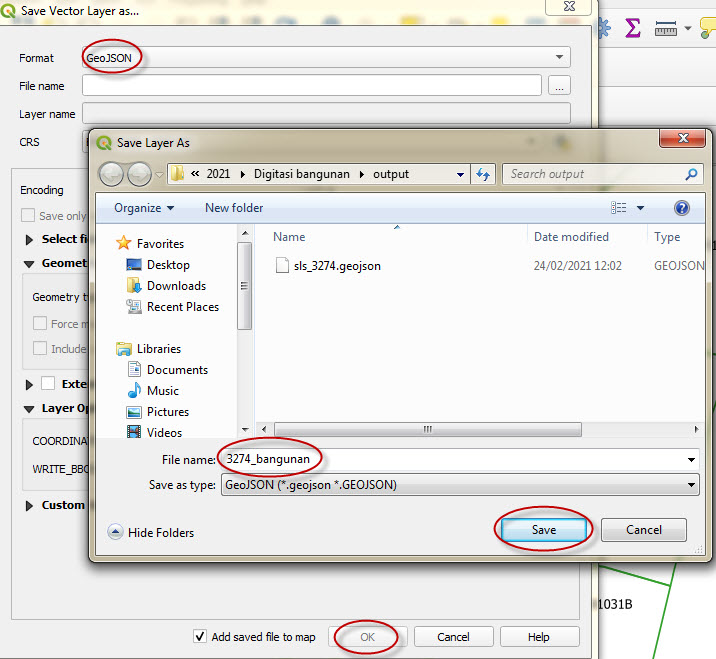 Save Vector Layer as...
Format GeoJSON
File name ...
Layer name
CRS
Save Layer As
« 2021 Digitasi bangunan output Search output
Organize New folder
Encoding
Save only
Select fi
Geomet
Geometry t
Force m
Include
Exte
Layer Op
COORDINA
WRITE_BBO
Custom
Favorites
Desktop
Downloads
Recent Places
Libraries
Documents
Music
Pictures
Videos
Name Date modified Type
sls_3274.geojson 24/02/2021 12:02 GEOJSON
File name: 3274_bangunan
Save as type: GeoJSON (*.geojson *.GEOJSON)
Hide Folders Save Cancel
1031B
Add saved file to map OK Cancel Help